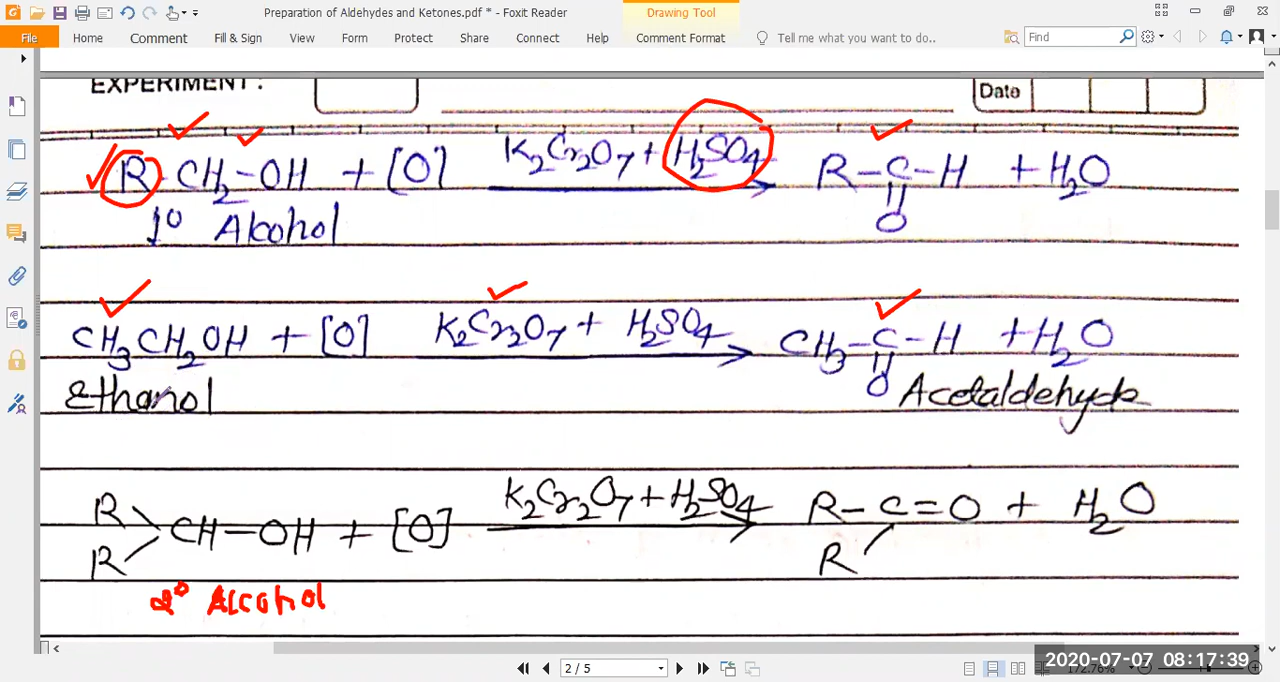 Preparation of Aldehydes and Ketones.pdf * - Foxit Reader
Drawing Tool
File Home Comment Fill & Sign View Form Protect Share Connect Help Comment Format Tell me what you want to do.. Find
EXPERIMENT :
Date
R-CH₂-OH + [O] K₂Cr₂O₇ + H₂SO₄ R-C-H + H₂O
O
1° Alcohol
CH₃CH₂OH + [O] K₂Cr₂O₇ + H₂SO₄ CH₃-C-H + H₂O
O
Ethanol Acetaldehyde
R
R CH-OH + [O] K₂Cr₂O₇ + H₂SO₄ R-C=O + H₂O
R
2° Alcohol
2 / 5
172.76%
2020-07-07 08:17:39